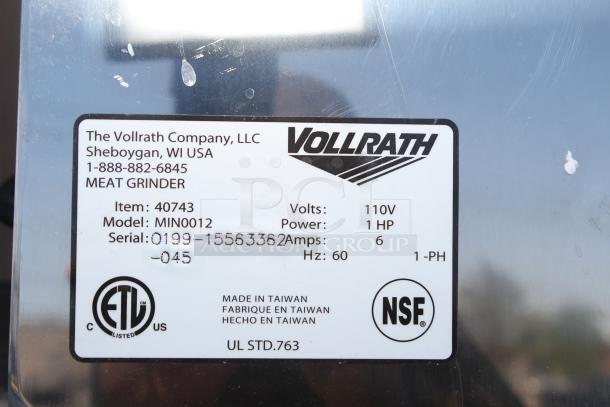 The Vollrath Company, LLC
Sheboygan, WI USA
1-888-882-6845
MEAT GRINDER
VOLLRATH
Item: 40743
Model: MIN0012
Serial: 0199-15563362
-045
Volts: 110V
Power: 1 HP
Amps: 6
Hz: 60 1 -PH
C ETL CM US
LISTED
MADE IN TAIWAN
FABRIQUE EN TAIWAN
HECHO EN TAIWAN
UL STD.763
NSF®
PCI
AUCTION GROUP